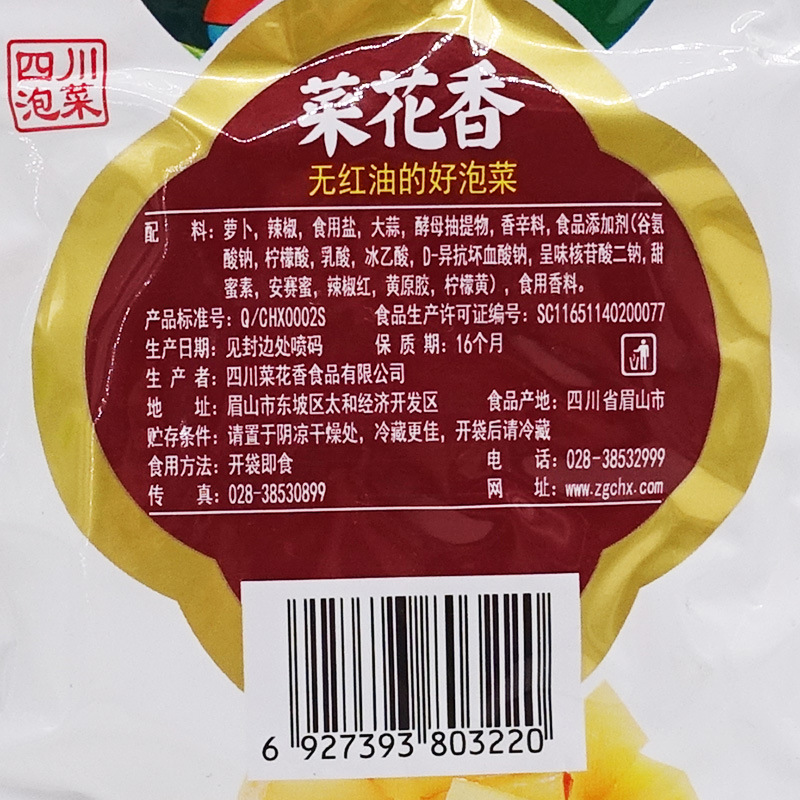 四川
泡菜
菜花香
无红油的好泡菜
配 料：萝卜，辣椒，食用盐，大蒜，酵母抽提物，香辛料，食品添加剂（谷氨
酸钠，柠檬酸，乳酸，冰乙酸，D-异抗坏血酸钠，呈味核苷酸二钠，甜
蜜素，安赛蜜，辣椒红，黄原胶，柠檬黄），食用香料。
产品标准号：Q/CHX0002S 食品生产许可证编号：SC11651140200077
生产日期：见封边处喷码 保质期：16个月
生产者：四川菜花香食品有限公司
地 址：眉山市东坡区太和经济开发区 食品产地：四川省眉山市
贮存条件：请置于阴凉干燥处，冷藏更佳，开袋后请冷藏
食用方法：开袋即食 电 话：028-38532999
传 真：028-38530899 网 址：www.zgchx.com
6 927393 803220